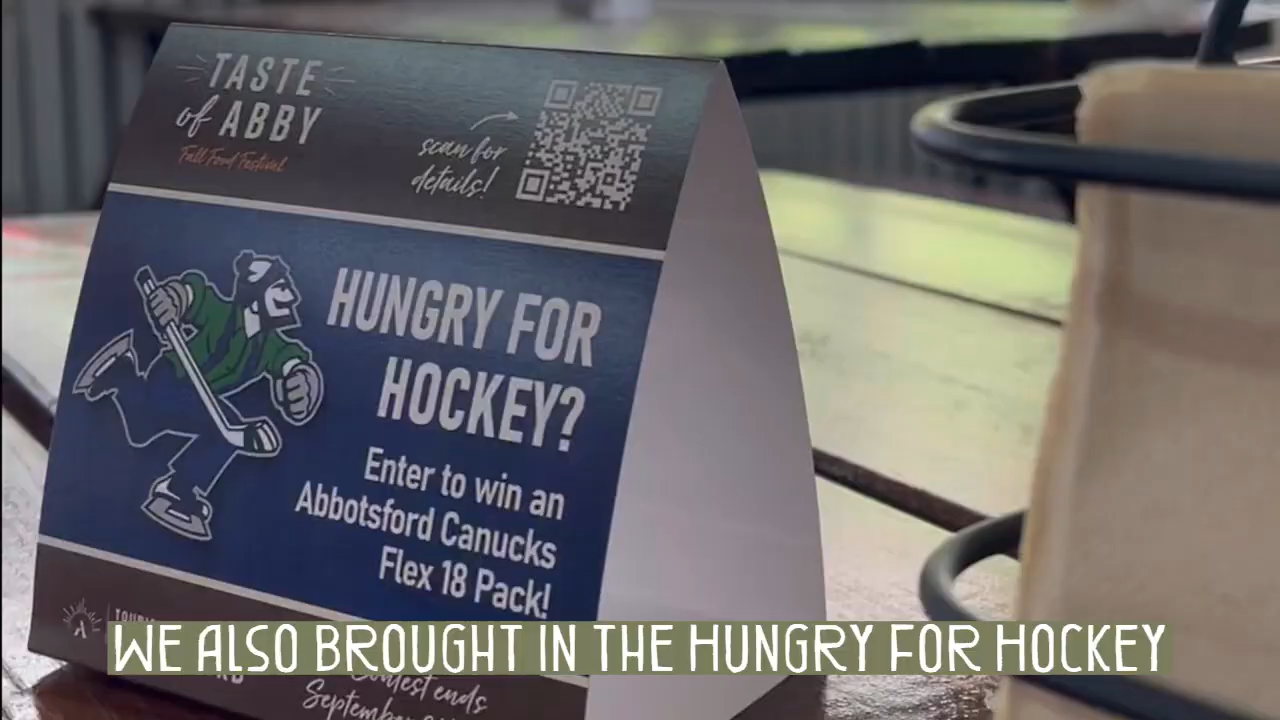 TASTE
of ABBY
Fall Food Festival
scan for
details!
HUNGRY FOR
HOCKEY?
Enter to win an
Abbotsford Canucks
Flex 18 Pack!
WE ALSO BROUGHT IN THE HUNGRY FOR HOCKEY
Contest ends
September